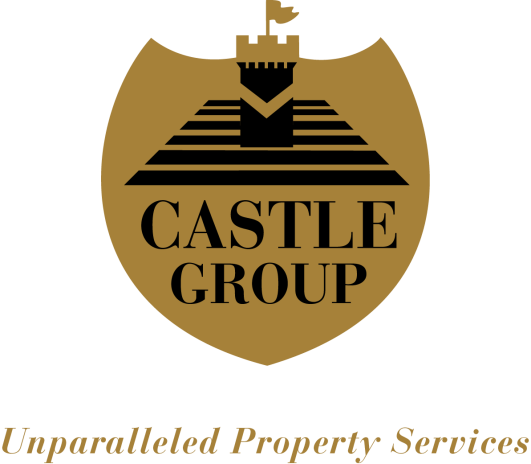 CASTLE
GROUP
Unparalleled Property Services